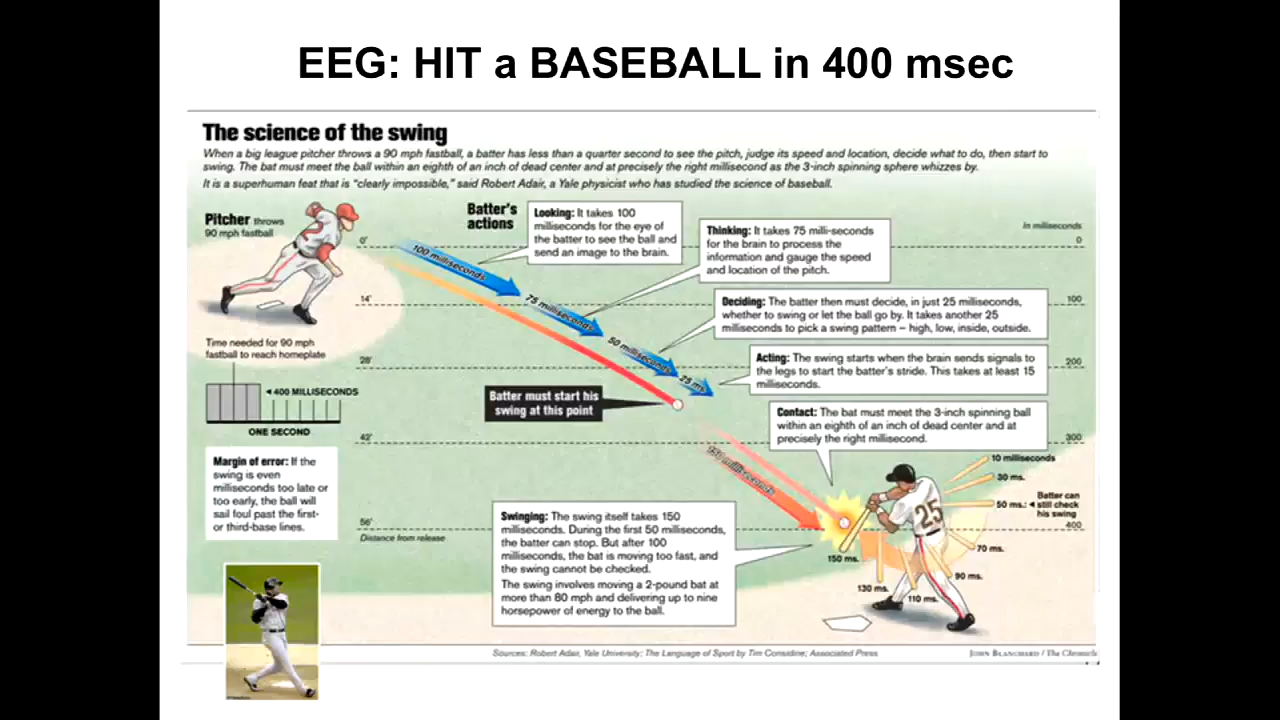 EEG: HIT a BASEBALL in 400 msec
The science of the swing
When a big league pitcher throws a 90 mph fastball, a batter has less than a quarter second to see the pitch, judge its speed and location, decide what to do, then start to
swing. The bat must meet the ball within an eighth of an inch of dead center and at precisely the right millisecond as the 3-inch spinning sphere whizzes by.
It is a superhuman feat that is "clearly impossible," said Robert Adair, a Yale physicist who has studied the science of baseball.
Pitcher throws
90 mph fastball
Batter's
actions
Looking: It takes 100
milliseconds for the eye of
the batter to see the ball and
send an image to the brain.
Thinking: It takes 75 milli-seconds
for the brain to process the
information and gauge the speed
and location of the pitch.
In milliseconds
0
0'
100 milliseconds
14'
75 milliseconds
Deciding: The batter then must decide, in just 25 milliseconds,
whether to swing or let the ball go by. It takes another 25
milliseconds to pick a swing pattern – high, low, inside, outside.
100
Time needed for 90 mph
fastball to reach homeplate
28'
50 milliseconds
25 ms
Acting: The swing starts when the brain sends signals to
the legs to start the batter's stride. This takes at least 15
milliseconds.
200
400 MILLISECONDS
ONE SECOND
Batter must start his
swing at this point
Contact: The bat must meet the 3-inch spinning ball
within an eighth of an inch of dead center and at
precisely the right millisecond.
42'
300
150 milliseconds
Margin of error: If the
swing is even
milliseconds too late or
too early, the ball will
sail foul past the first-
or third-base lines.
10 milliseconds
30 ms.
50 ms.:
Batter can
still check
his swing
25
56'
Distance from release
400
Swinging: The swing itself takes 150
milliseconds. During the first 50 milliseconds,
the batter can stop. But after 100
milliseconds, the bat is moving too fast, and
the swing cannot be checked.
The swing involves moving a 2-pound bat at
more than 80 mph and delivering up to nine
horsepower of energy to the ball.
150 ms.
70 ms.
90 ms.
130 ms.
110 ms.
Sources: Robert Adair, Yale University; The Language of Sport by Tim Considine; Associated Press
JOHN BLANCHARD / The Chronicle